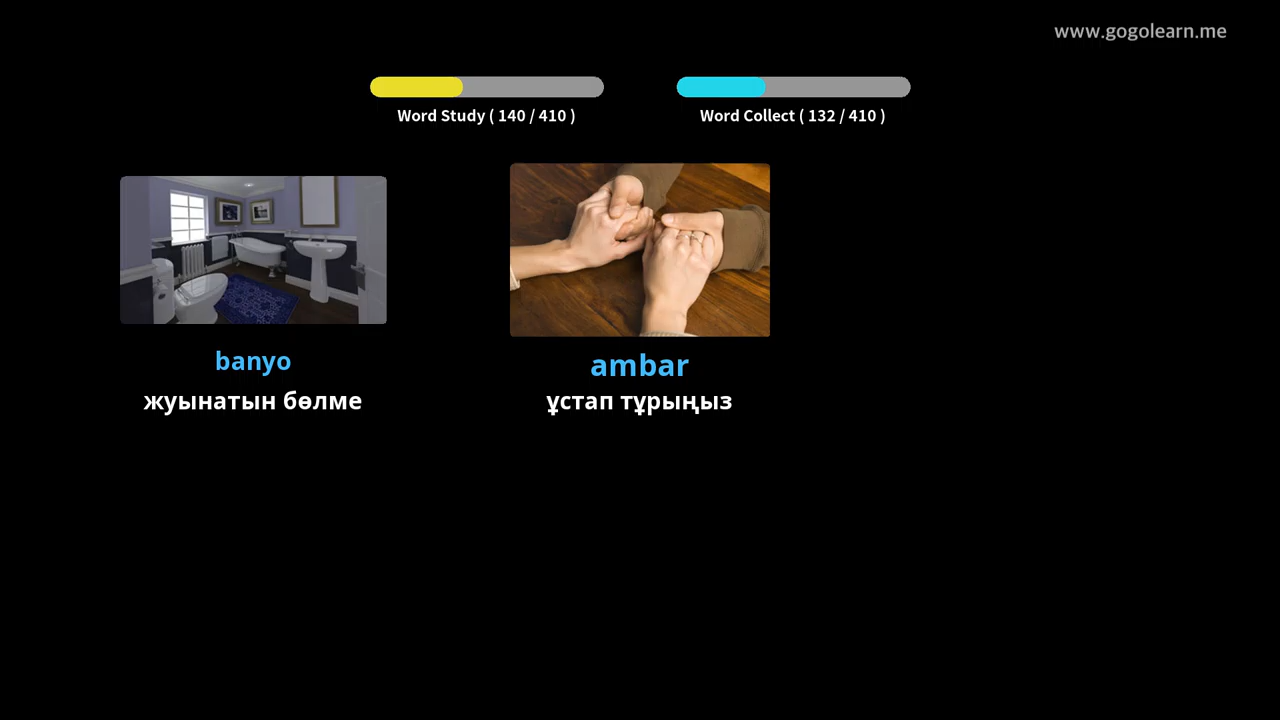 www.gogolearn.me
Word Study ( 140 / 410 )
Word Collect ( 132 / 410 )
banyo
жуынатын бөлме
ambar
ұстап тұрыңыз